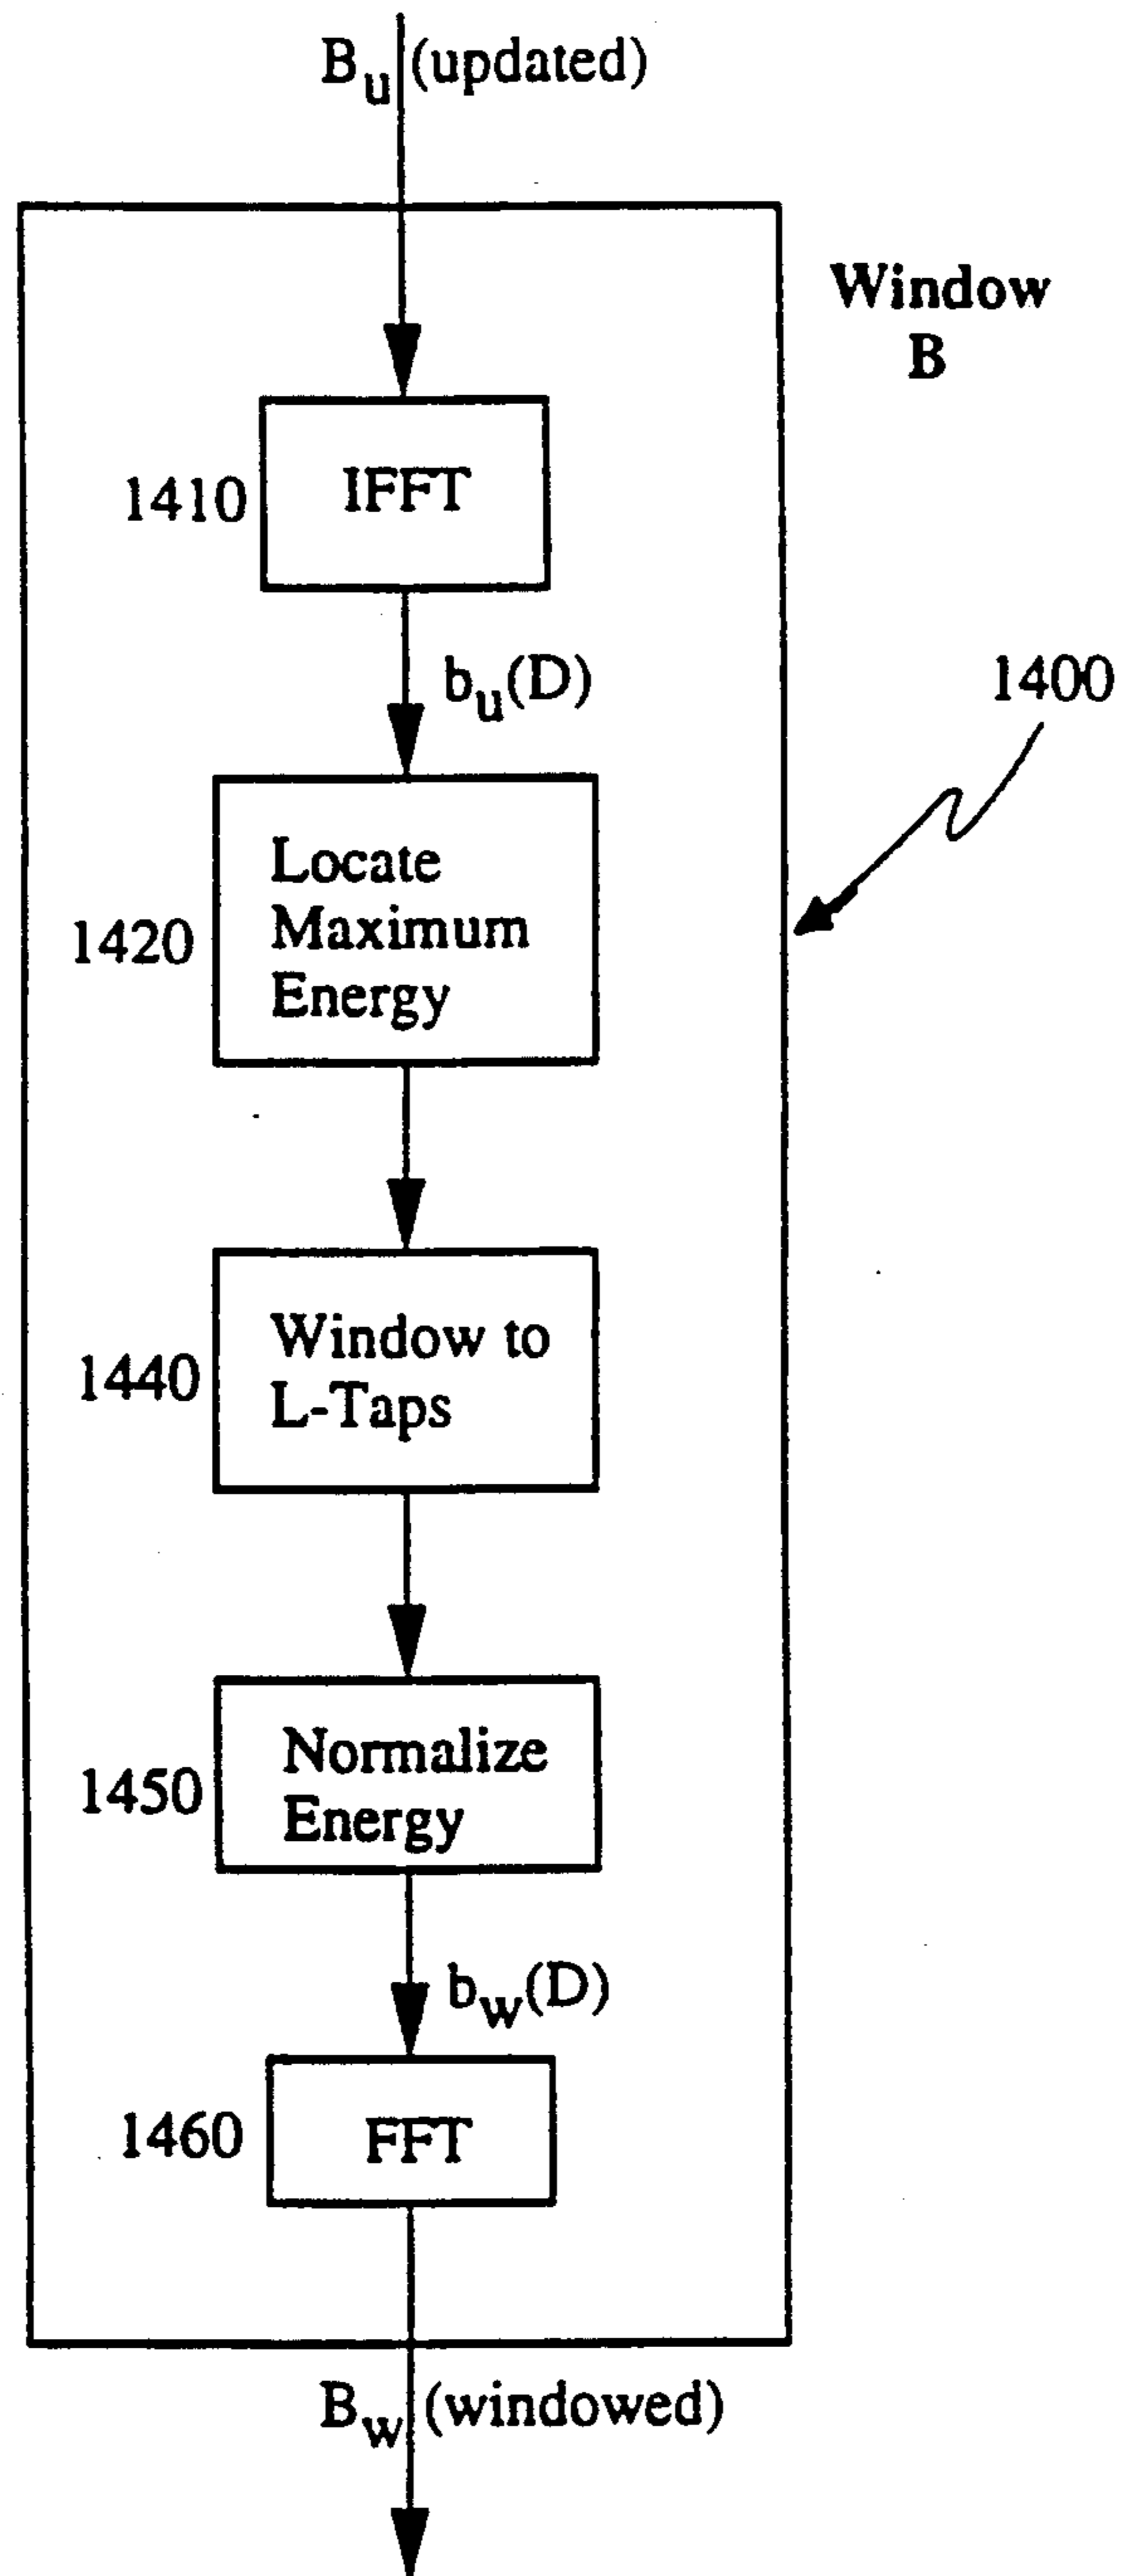 B_u (updated)
Window
B
1410
IFFT
b_u(D)
1400
1420
Locate
Maximum
Energy
1440
Window to
L-Taps
1450
Normalize
Energy
b_w(D)
1460
FFT
B_w (windowed)